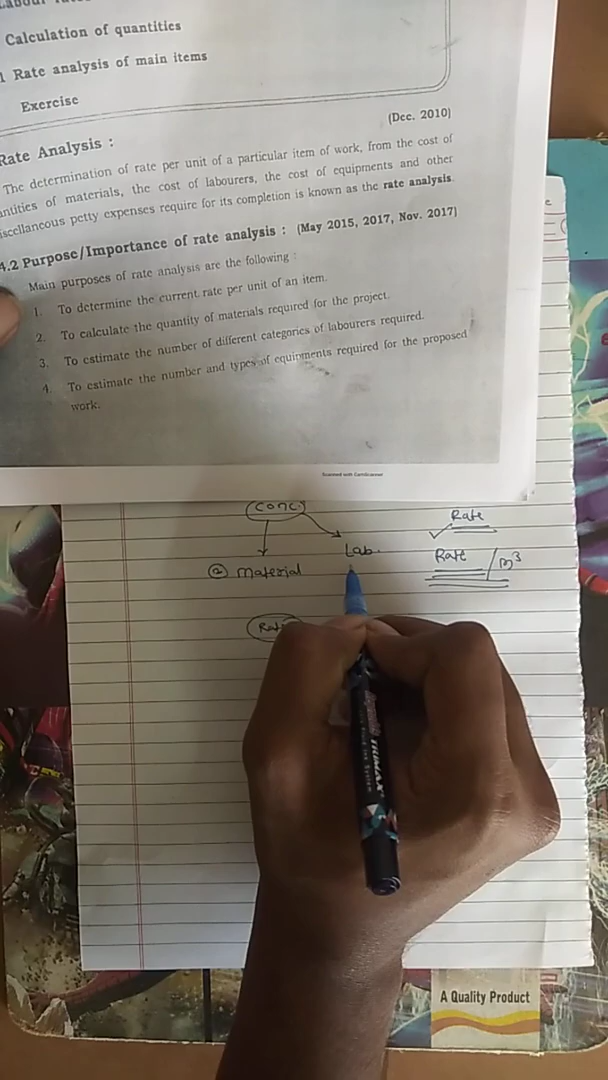 Calculation of quantities
Rate analysis of main items
Exercise
(Dec. 2010)
Rate Analysis :
The determination of rate per unit of a particular item of work, from the cost of
of materials, the cost of labourers, the cost of equipments and other
petty expenses require for its completion is known as the rate analysis
4.2 Purpose/Importance of rate analysis : (May 2015, 2017, Nov. 2017)
Main purposes of rate analysis are the following :
1. To determine the current rate per unit of an item.
2. To calculate the quantity of materials required for the project.
3. To estimate the number of different categories of labourers required.
4. To estimate the number and types of equipments required for the proposed
work.
Scanned with CamScanner
conc
Rate
Lab.
Rate/m3
material
TRIMAX
A Quality Product